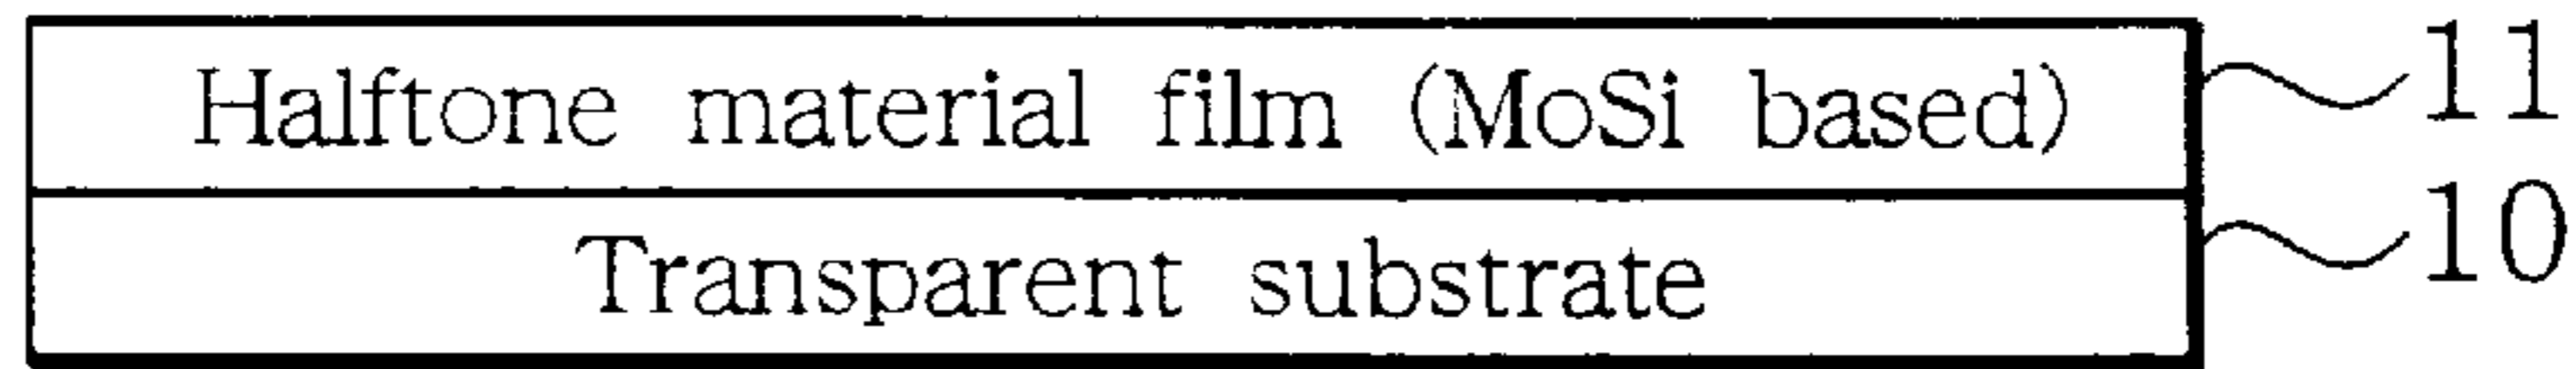 Halftone material film (MoSi based) 11
Transparent substrate 10